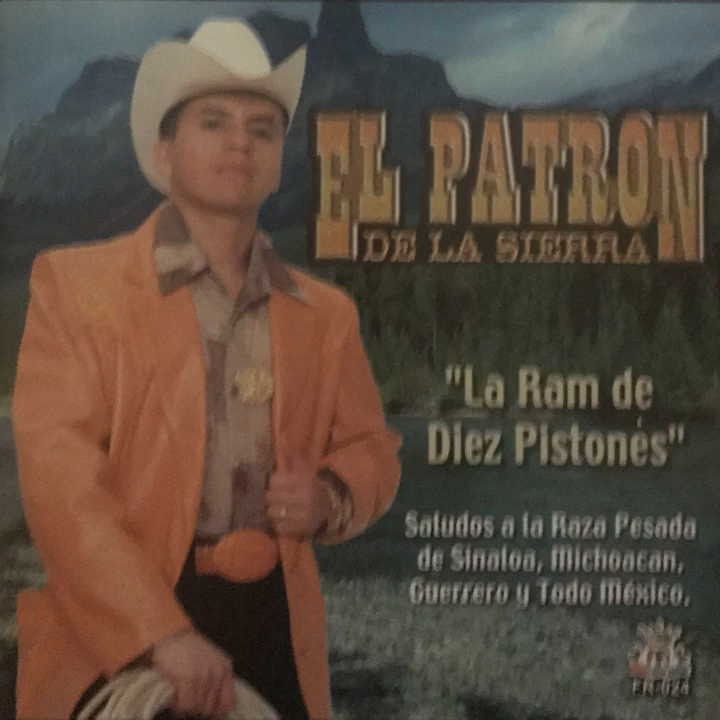 EL PATRON
DE LA SIERRA
"La Ram de
Diez Pistonés"
Saludos a la Raza Pesada
de Sinaloa, Michoacan,
Guerrero y Todo México.